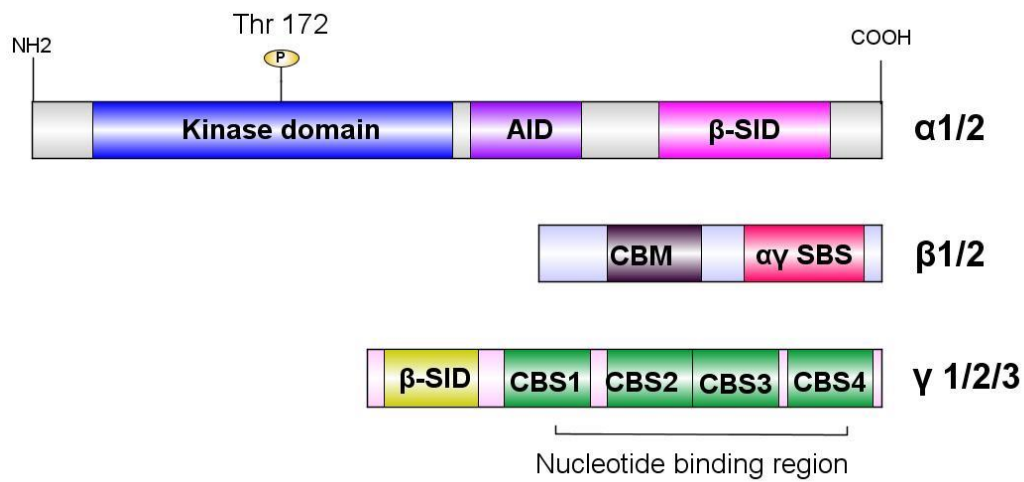 Thr 172
NH2
P
COOH
Kinase domain
AID
β-SID
α1/2
CBM
αγ SBS
β1/2
β-SID
CBS1
CBS2
CBS3
CBS4
γ 1/2/3
Nucleotide binding region